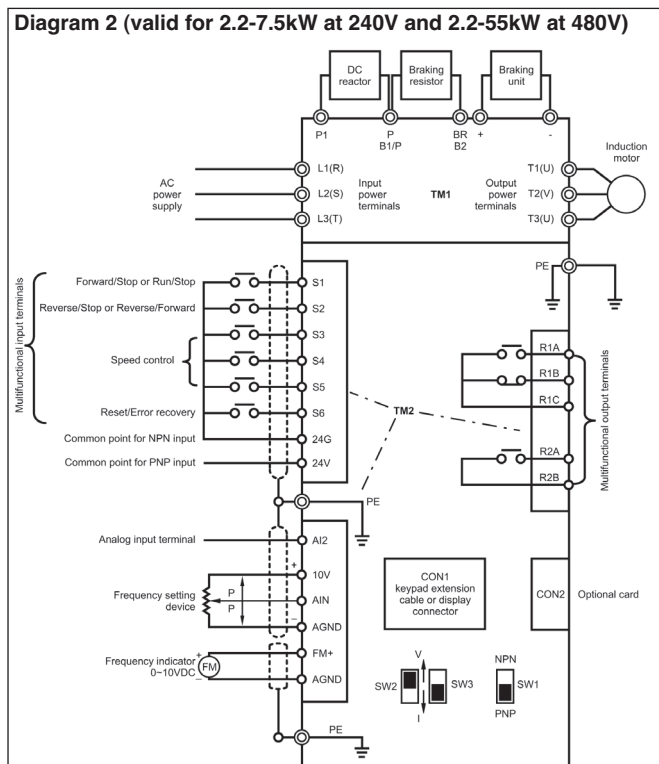 Diagram 2 (valid for 2.2-7.5kW at 240V and 2.2-55kW at 480V)
DC
reactor
Braking
resistor
Braking
unit
P1
P
B1/P
BR
B2
+
-
Induction
motor
AC
power
supply
L1(R)
L2(S)
L3(T)
Input
power
terminals
TM1
Output
power
terminals
T1(U)
T2(V)
T3(U)
PE
Multifunctional input terminals
Forward/Stop or Run/Stop
S1
Reverse/Stop or Reverse/Forward
S2
S3
Speed control
S4
S5
Reset/Error recovery
S6
Common point for NPN input
24G
Common point for PNP input
24V
TM2
R1A
R1B
R1C
R2A
R2B
Multifunctional output terminals
PE
Analog input terminal
AI2
+
10V
Frequency setting
device
P
P
AIN
−
AGND
Frequency indicator
0~10VDC
+
FM
−
FM+
AGND
PE
CON1
keypad extension
cable or display
connector
CON2
Optional card
V
SW2
SW3
I
NPN
SW1
PNP